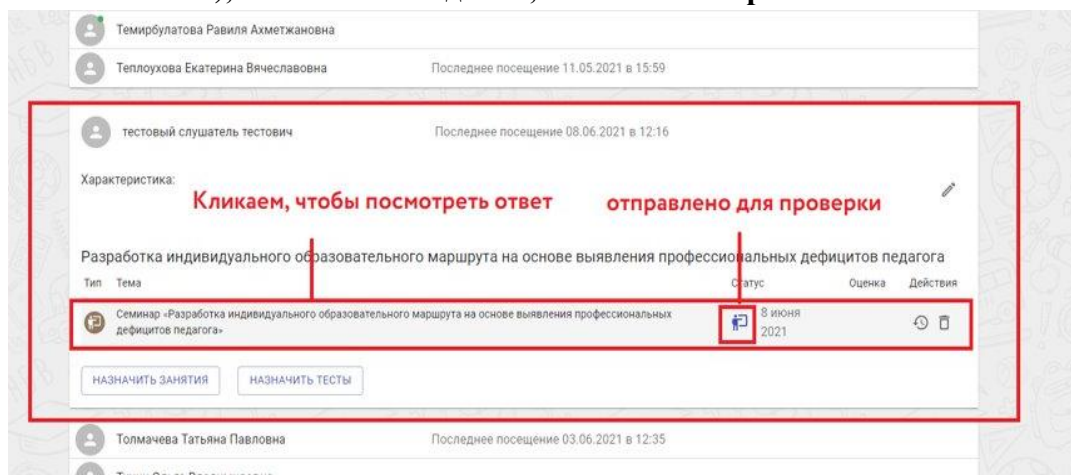 Темирбулатова Равиля Ахметжановна
Теплоухова Екатерина Вячеславовна Последнее посещение 11.05.2021 в 15:59
тестовый слушатель тестович Последнее посещение 08.06.2021 в 12:16
Характеристика:
Кликаем, чтобы посмотреть ответ отправлено для проверки
Разработка индивидуального образовательного маршрута на основе выявления профессиональных дефицитов педагога
Тип Тема Статус Оценка Действия
Семинар «Разработка индивидуального образовательного маршрута на основе выявления профессиональных 8 июня
дефицитов педагога» 2021
НАЗНАЧИТЬ ЗАНЯТИЯ НАЗНАЧИТЬ ТЕСТЫ
Толмачева Татьяна Павловна Последнее посещение 03.06.2021 в 12:35